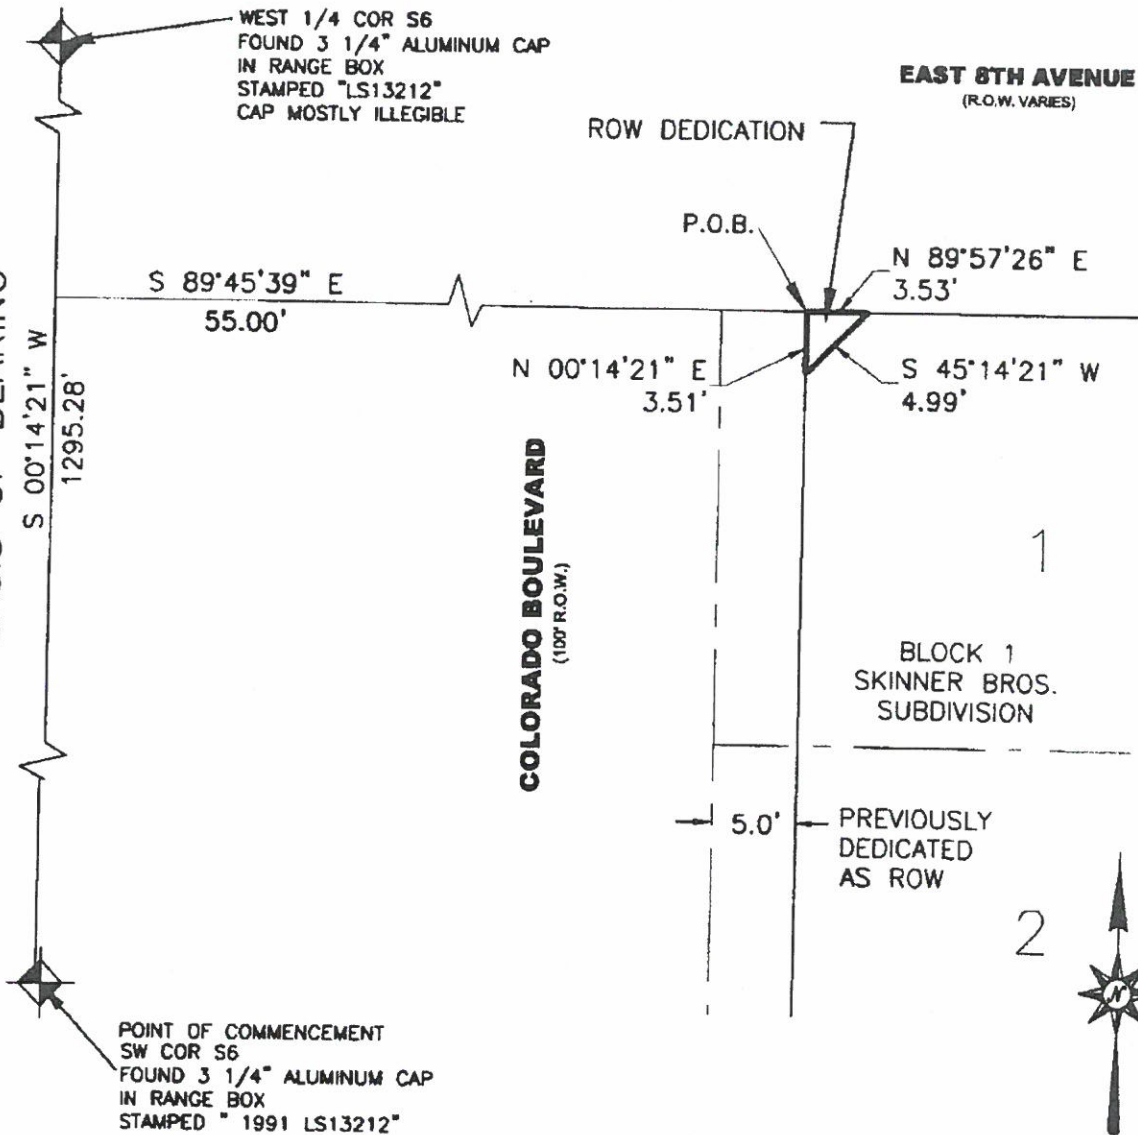 WEST 1/4 COR S6
FOUND 3 1/4" ALUMINUM CAP
IN RANGE BOX
STAMPED "LS13212"
CAP MOSTLY ILLEGIBLE
EAST 8TH AVENUE
(R.O.W. VARIES)
ROW DEDICATION
P.O.B.
N 89°57'26" E
3.53'
S 89°45'39" E
55.00'
N 00°14'21" E
3.51'
S 45°14'21" W
4.99'
S 00°14'21" W
1295.28'
COLORADO BOULEVARD
(100' R.O.W.)
1
BLOCK 1
SKINNER BROS.
SUBDIVISION
5.0'
PREVIOUSLY
DEDICATED
AS ROW
2
N
POINT OF COMMENCEMENT
SW COR S6
FOUND 3 1/4" ALUMINUM CAP
IN RANGE BOX
STAMPED " 1991 LS13212"